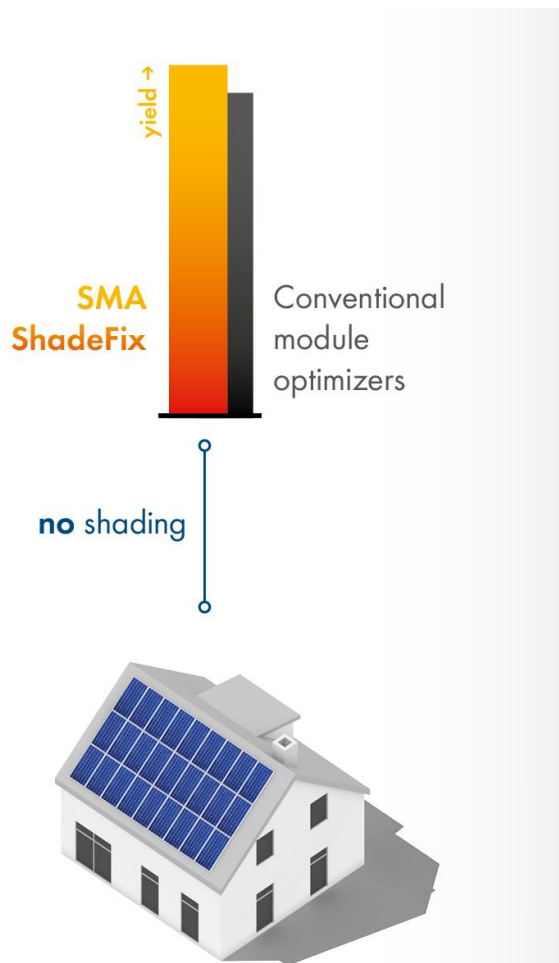 yield →
SMA
ShadeFix
Conventional
module
optimizers
no shading